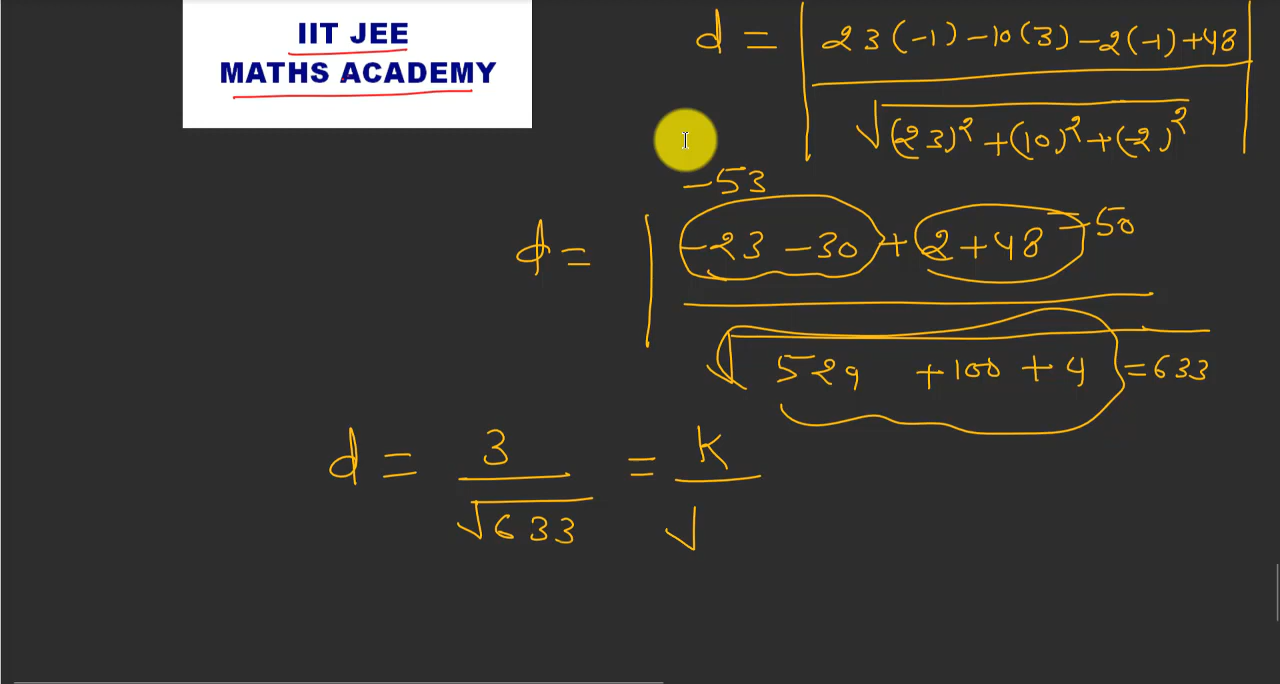 IIT JEE
MATHS ACADEMY
d = | 23(-1) -10(3) -2(-1) +48 |
√(23)² +(10)² +(-2)²
-53
d = | -23 -30 + 2+48 = 50
√ 529 +100 + 4 = 633
d = 3 = K
√633 √